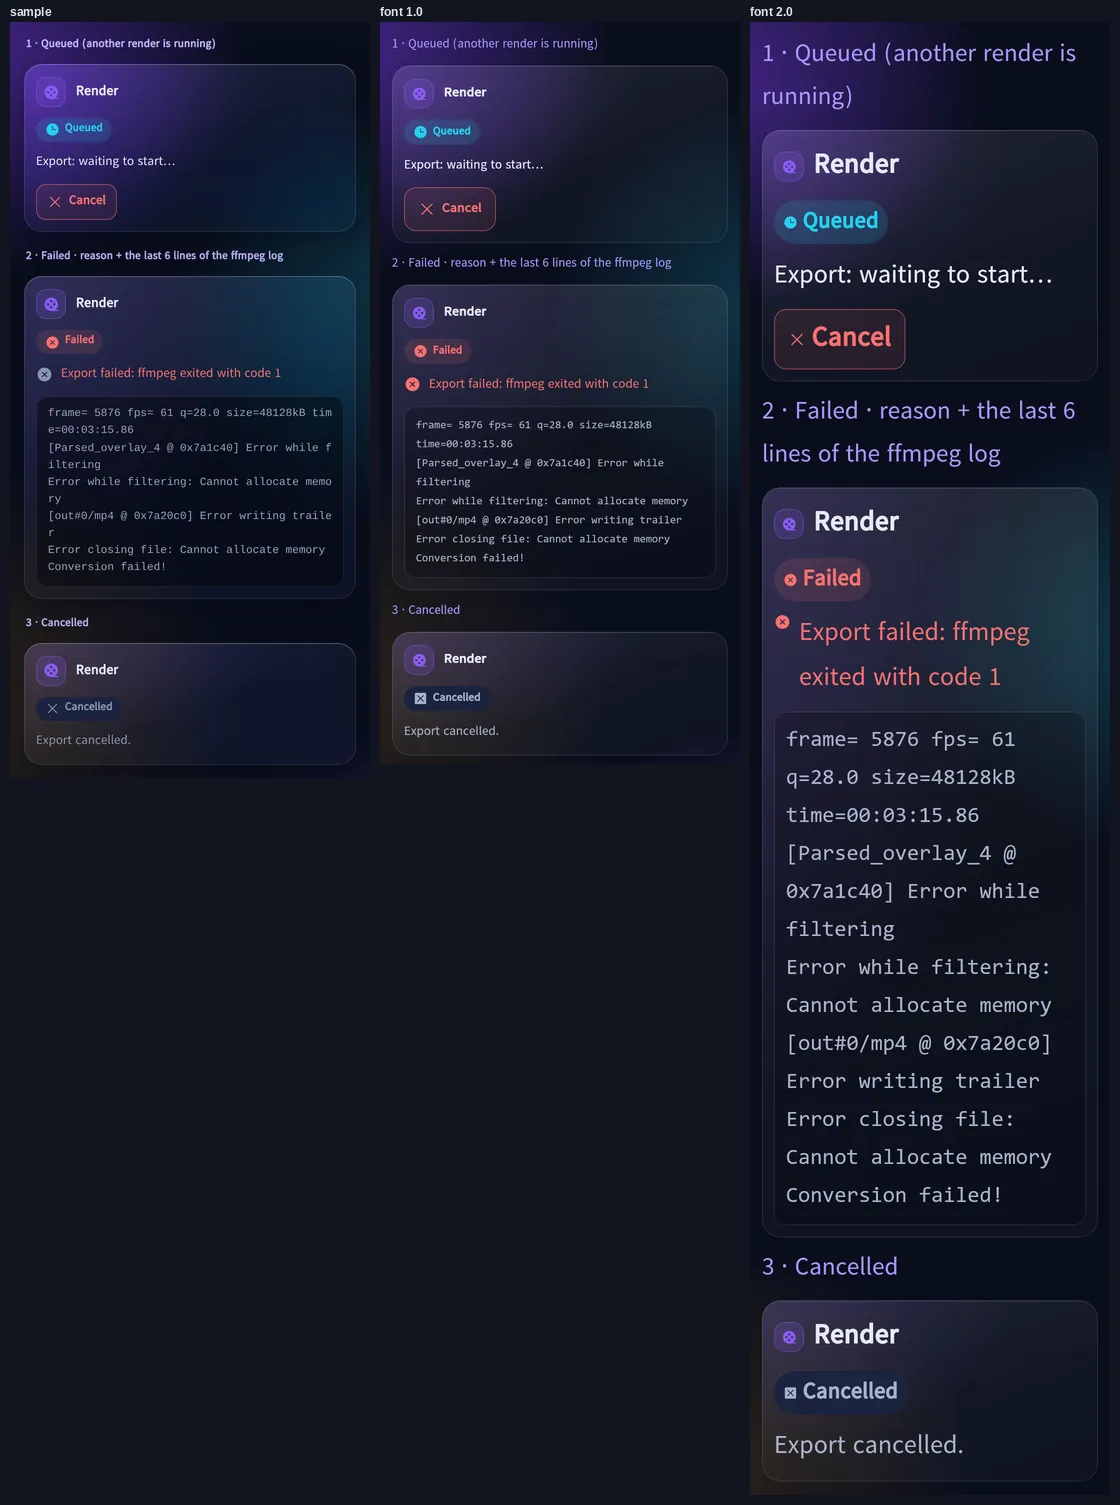 sample
1 · Queued (another render is running)
Render
Queued
Export: waiting to start...
Cancel
2 · Failed · reason + the last 6 lines of the ffmpeg log
Render
Failed
Export failed: ffmpeg exited with code 1
frame= 5876 fps= 61 q=28.0 size=48128kB tim
e=00:03:15.86
[Parsed_overlay_4 @ 0x7a1c40] Error while f
iltering
Error while filtering: Cannot allocate memo
ry
[out#0/mp4 @ 0x7a20c0] Error writing traile
r
Error closing file: Cannot allocate memory
Conversion failed!
3 · Cancelled
Render
Cancelled
Export cancelled.
font 1.0
1 · Queued (another render is running)
Render
Queued
Export: waiting to start...
Cancel
2 · Failed · reason + the last 6 lines of the ffmpeg log
Render
Failed
Export failed: ffmpeg exited with code 1
frame= 5876 fps= 61 q=28.0 size=48128kB
time=00:03:15.86
[Parsed_overlay_4 @ 0x7a1c40] Error while
filtering
Error while filtering: Cannot allocate memory
[out#0/mp4 @ 0x7a20c0] Error writing trailer
Error closing file: Cannot allocate memory
Conversion failed!
3 · Cancelled
Render
Cancelled
Export cancelled.
font 2.0
1 · Queued (another render is
running)
Render
Queued
Export: waiting to start...
Cancel
2 · Failed · reason + the last 6
lines of the ffmpeg log
Render
Failed
Export failed: ffmpeg
exited with code 1
frame= 5876 fps= 61
q=28.0 size=48128kB
time=00:03:15.86
[Parsed_overlay_4 @
0x7a1c40] Error while
filtering
Error while filtering:
Cannot allocate memory
[out#0/mp4 @ 0x7a20c0]
Error writing trailer
Error closing file:
Cannot allocate memory
Conversion failed!
3 · Cancelled
Render
Cancelled
Export cancelled.